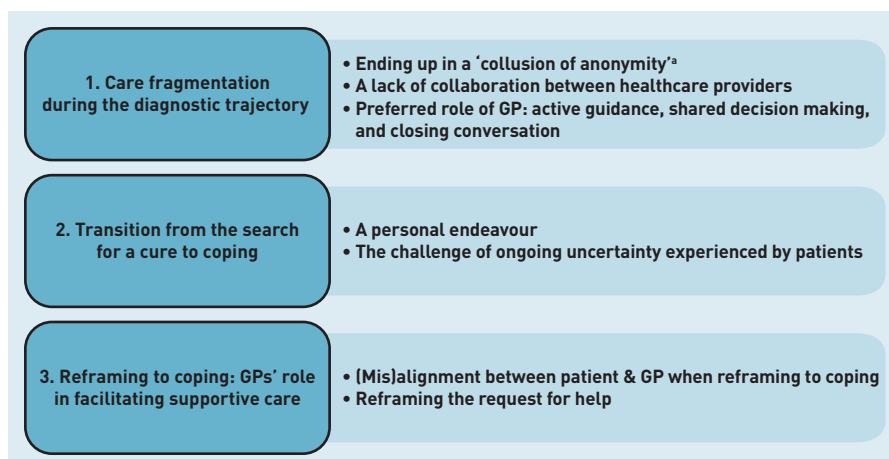 1. Care fragmentation
during the diagnostic trajectory
• Ending up in a ‘collusion of anonymity’ᵃ
• A lack of collaboration between healthcare providers
• Preferred role of GP: active guidance, shared decision making,
and closing conversation
2. Transition from the search
for a cure to coping
• A personal endeavour
• The challenge of ongoing uncertainty experienced by patients
3. Reframing to coping: GPs’ role
in facilitating supportive care
• (Mis)alignment between patient & GP when reframing to coping
• Reframing the request for help